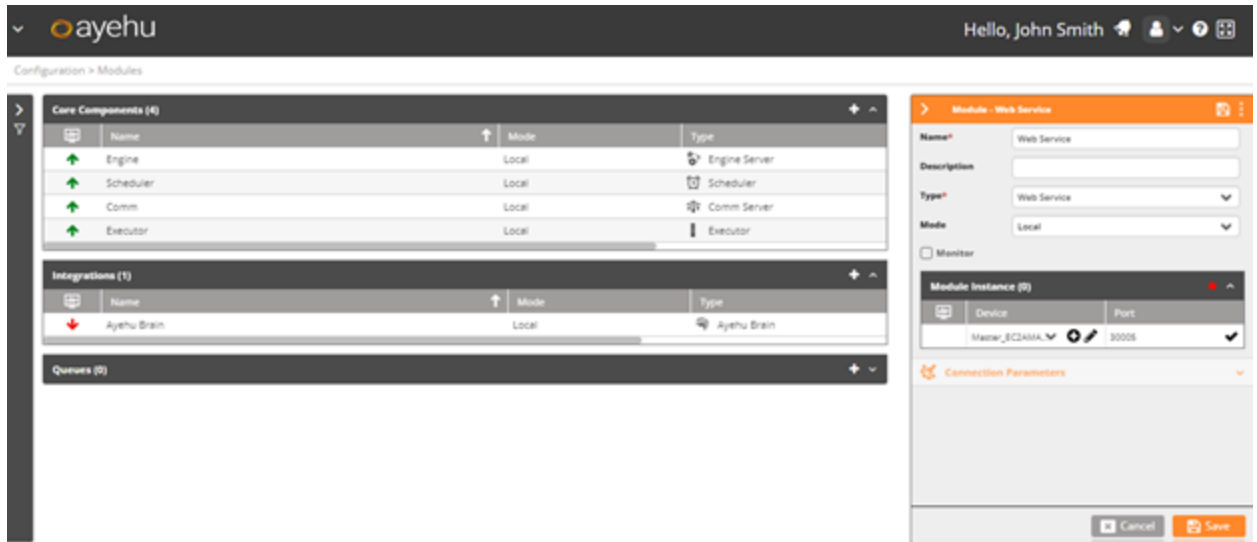 ayehu
Hello, John Smith
Configuration > Modules
Core Components (4)
Name Mode Type
Engine Local Engine Server
Scheduler Local Scheduler
Comm Local Comm Server
Executor Local Executor
Integrations (1)
Name Mode Type
Ayehu Brain Local Ayehu Brain
Queues (0)
Module - Web Service
Name* Web Service
Description
Type* Web Service
Mode Local
Monitor
Module Instance (0)
Device Port
Master_EC2AMA... 30005
Connection Parameters
Cancel Save